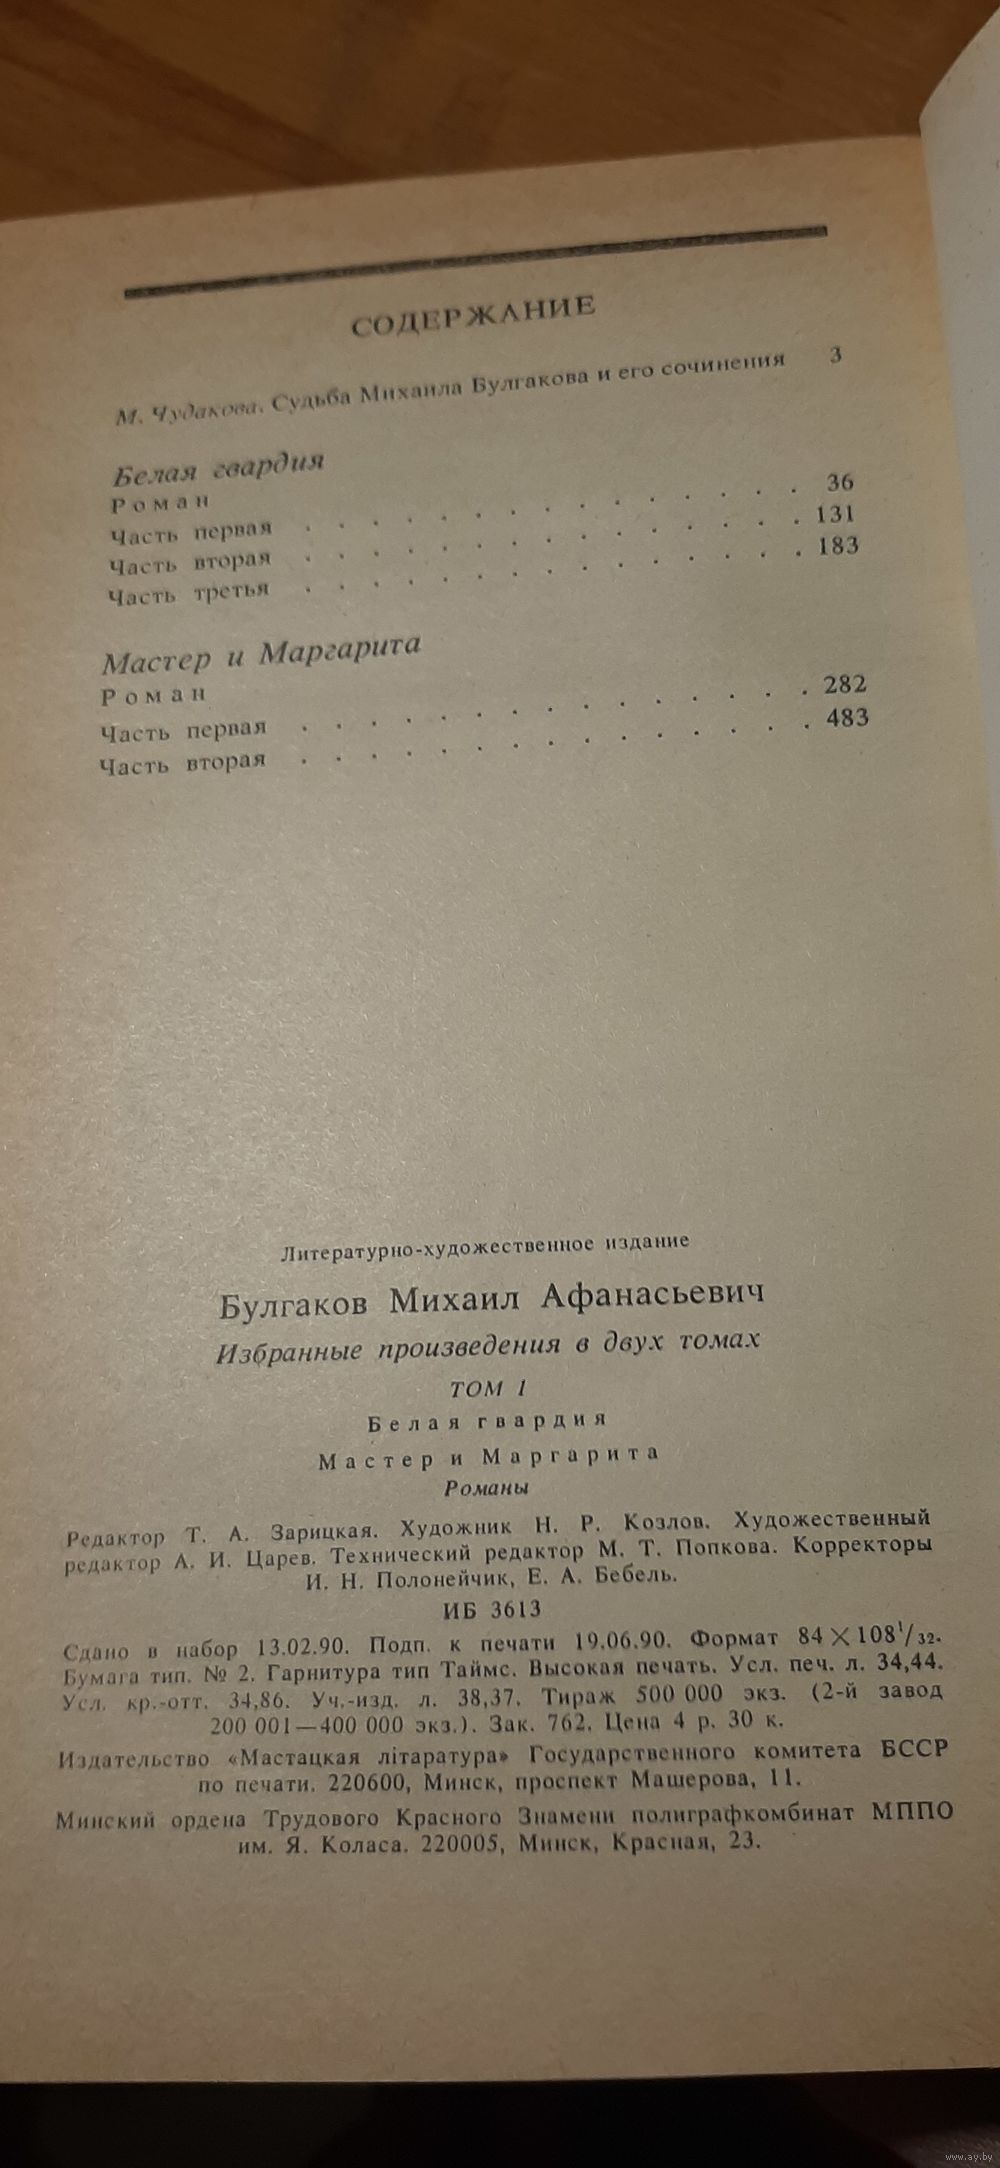 СОДЕРЖАНИЕ
М. Чудакова. Судьба Михаила Булгакова и его сочинения 3
Белая гвардия
Роман
Часть первая . . . . . . . . . . . . . . . 36
Часть вторая . . . . . . . . . . . . . . . 131
Часть третья . . . . . . . . . . . . . . . 183
Мастер и Маргарита
Роман
Часть первая . . . . . . . . . . . . . . . 282
Часть вторая . . . . . . . . . . . . . . . 483
Литературно-художественное издание
Булгаков Михаил Афанасьевич
Избранные произведения в двух томах
ТОМ 1
Белая гвардия
Мастер и Маргарита
Романы
Редактор Т. А. Зарицкая. Художник Н. Р. Козлов. Художественный
редактор А. И. Царев. Технический редактор М. Т. Попкова. Корректоры
И. Н. Полонейчик, Е. А. Бебель.
ИБ 3613
Сдано в набор 13.02.90. Подп. к печати 19.06.90. Формат 84×108¹/₃₂.
Бумага тип. № 2. Гарнитура тип Таймс. Высокая печать. Усл. печ. л. 34,44.
Усл. кр.-отт. 34,86. Уч.-изд. л. 38,37. Тираж 500 000 экз. (2-й завод
200 001—400 000 экз.). Зак. 762. Цена 4 р. 30 к.
Издательство «Мастацкая літаратура» Государственного комитета БССР
по печати. 220600, Минск, проспект Машерова, 11.
Минский ордена Трудового Красного Знамени полиграфкомбинат МППО
им. Я. Коласа. 220005, Минск, Красная, 23.
www.ay.by